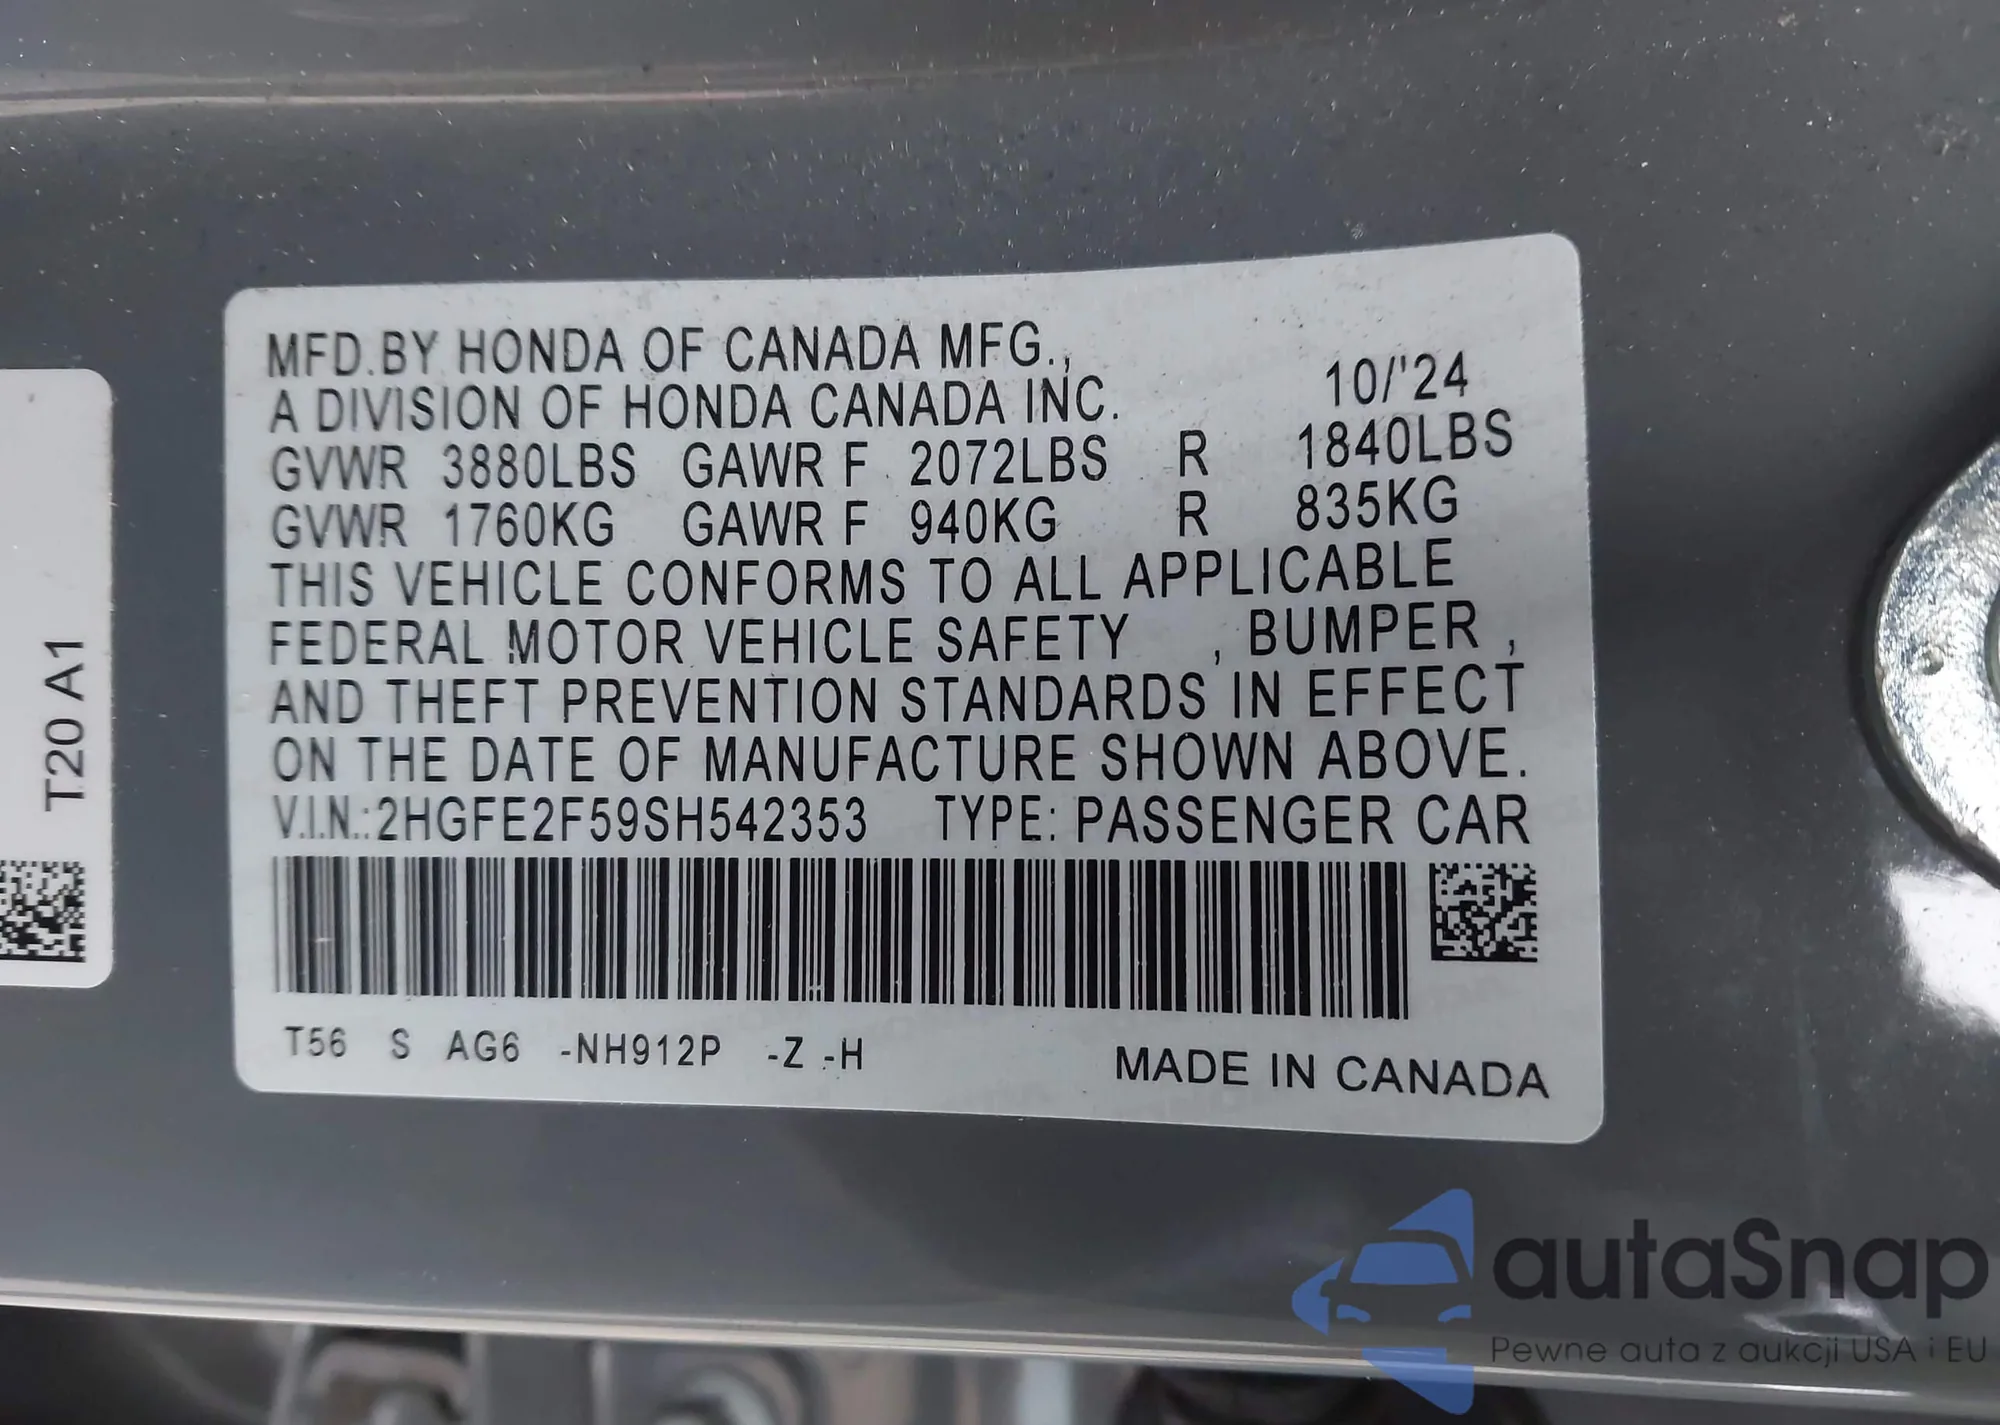 MFD.BY HONDA OF CANADA MFG.,
A DIVISION OF HONDA CANADA INC. 10/'24
GVWR 3880LBS GAWR F 2072LBS R 1840LBS
GVWR 1760KG GAWR F 940KG R 835KG
THIS VEHICLE CONFORMS TO ALL APPLICABLE
FEDERAL MOTOR VEHICLE SAFETY , BUMPER ,
AND THEFT PREVENTION STANDARDS IN EFFECT
ON THE DATE OF MANUFACTURE SHOWN ABOVE.
V.I.N.:2HGFE2F59SH542353 TYPE: PASSENGER CAR
T56 S AG6 -NH912P -Z -H
MADE IN CANADA
T20 A1
autaSnap
Pewne auta z aukcji USA i EU